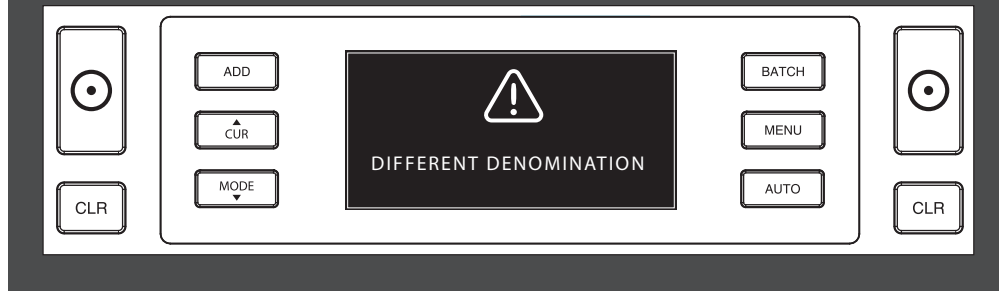 ADD
CUR
MODE
CLR
DIFFERENT DENOMINATION
BATCH
MENU
AUTO
CLR